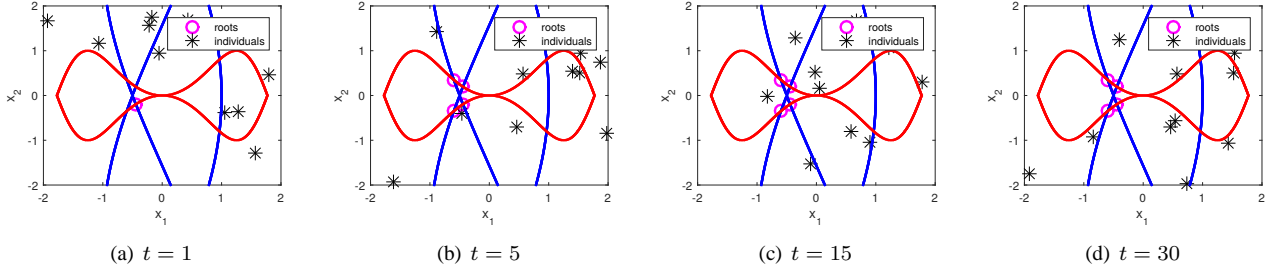 2
1
0
-1
-2
-2
-1
0
1
2
x2
x1
roots
individuals
(a) t = 1
2
1
0
-1
-2
-2
-1
0
1
2
x2
x1
roots
individuals
(b) t = 5
2
1
0
-1
-2
-2
-1
0
1
2
x2
x1
roots
individuals
(c) t = 15
2
1
0
-1
-2
-2
-1
0
1
2
x2
x1
roots
individuals
(d) t = 30